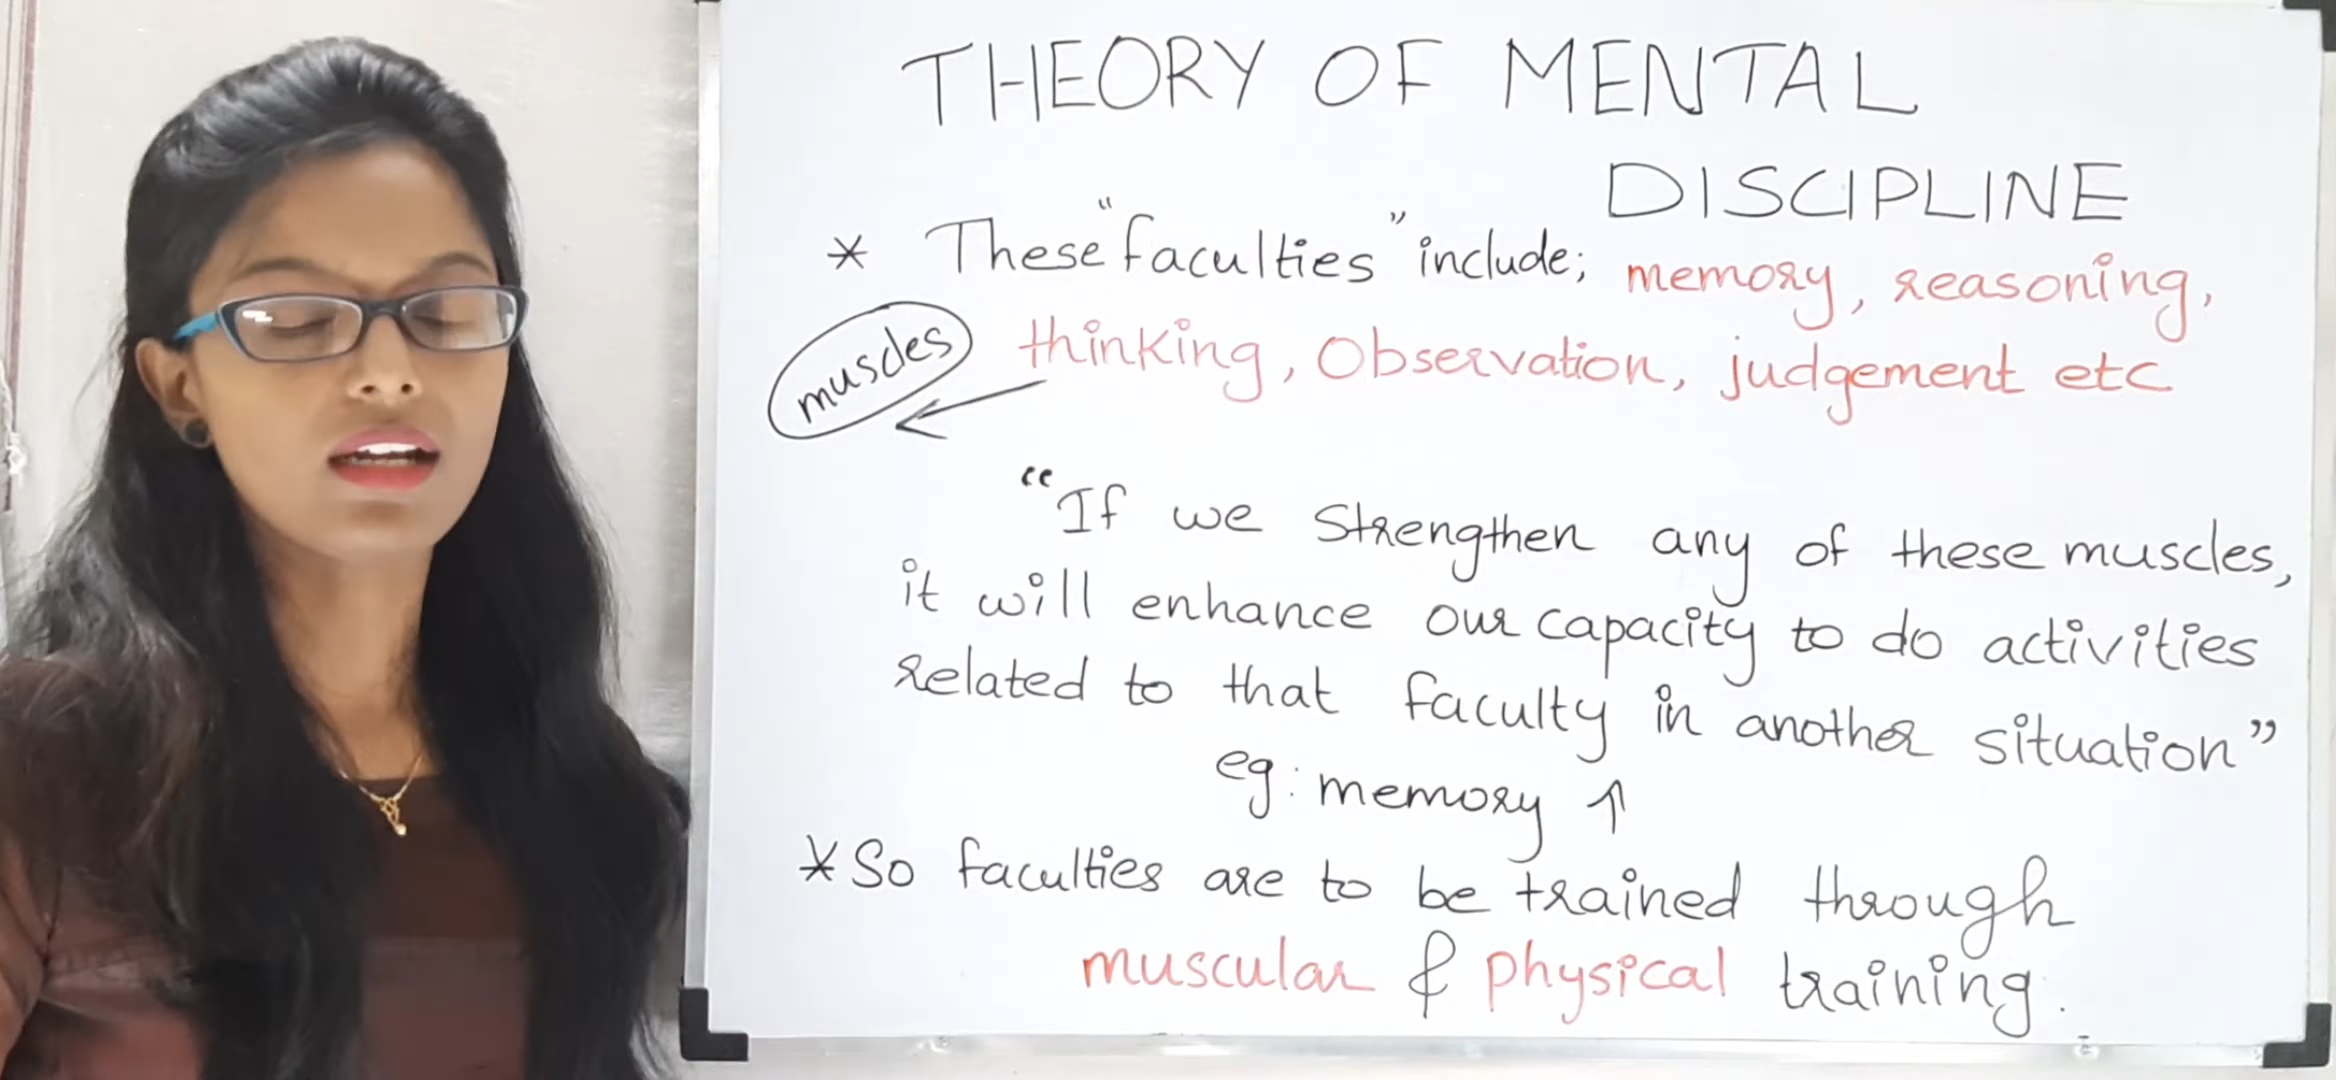 THEORY OF MENTAL
DISCIPLINE
* These "faculties" include; memory, reasoning,
muscles
thinking, Observation, judgement etc
"If we strengthen any of these muscles,
it will enhance our capacity to do activities
related to that faculty in another situation"
eg: memory ↑
* So faculties are to be trained through
muscular & physical training.